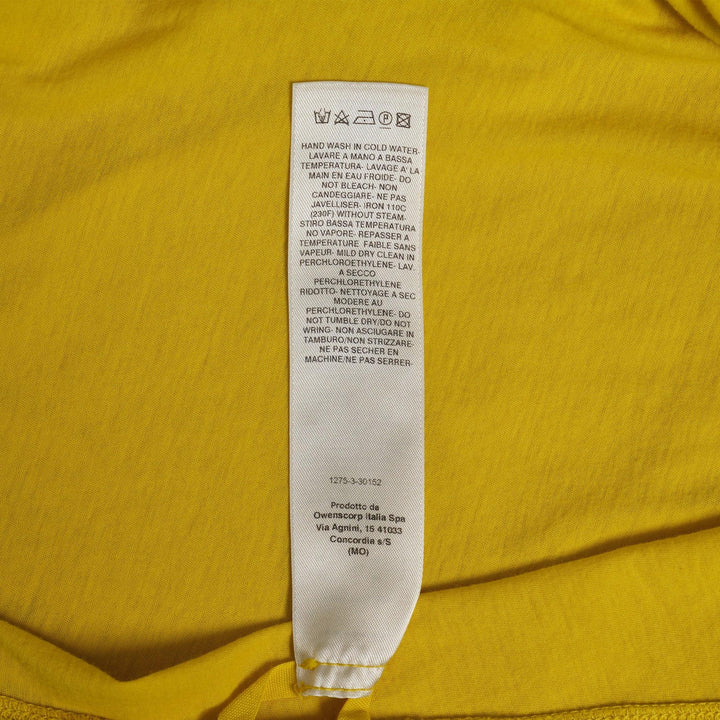 HAND WASH IN COLD WATER-
LAVARE A MANO A BASSA
TEMPERATURA- LAVAGE A' LA
MAIN EN EAU FROIDE- DO
NOT BLEACH- NON
CANDEGGIARE- NE PAS
JAVELLISER- IRON 110C
(230F) WITHOUT STEAM-
STIRO BASSA TEMPERATURA
NO VAPORE- REPASSER A
TEMPERATURE FAIBLE SANS
VAPEUR- MILD DRY CLEAN IN
PERCHLOROETHYLENE- LAV.
A SECCO
PERCHLOROETHYLENE
RIDOTTO- NETTOYAGE A SEC
MODERE AU
PERCHLOROETHYLENE- DO
NOT TUMBLE DRY/DO NOT
WRING- NON ASCIUGARE IN
TAMBURO/NON STRIZZARE-
NE PAS SECHER EN
MACHINE/NE PAS SERRER-
1275-3-30152
Prodotto da
Owenscorp Italia Spa
Via Agnini, 15 41033
Concordia s/S
(MO)